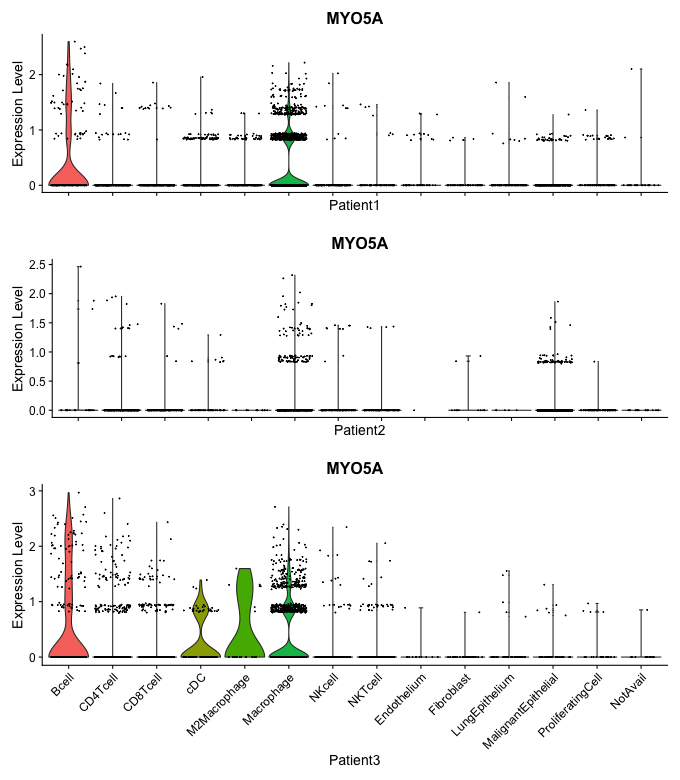 MYO5A
Expression Level
2
1
0
Patient1
MYO5A
Expression Level
2.5
2.0
1.5
1.0
0.5
0.0
Patient2
MYO5A
Expression Level
3
2
1
0
Bcell
CD4Tcell
CD8Tcell
cDC
M2Macrophage
Macrophage
NKcell
NKTcell
Endothelium
Fibroblast
LungEpithelium
MalignantEpithelial
ProliferatingCell
NotAvail
Patient3